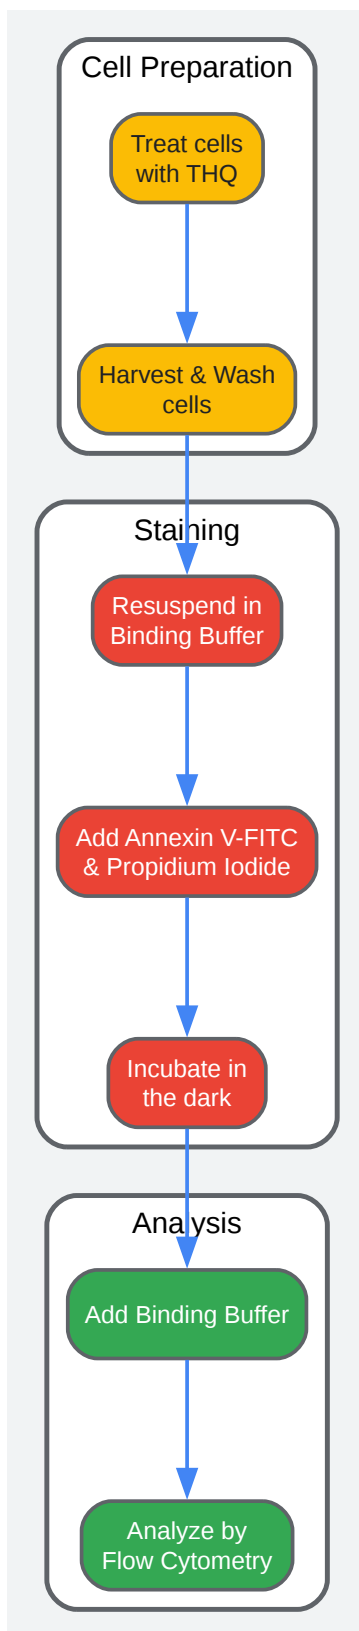 Cell Preparation
Treat cells
with THQ
Harvest & Wash
cells
Staining
Resuspend in
Binding Buffer
Add Annexin V-FITC
& Propidium Iodide
Incubate in
the dark
Analysis
Add Binding Buffer
Analyze by
Flow Cytometry